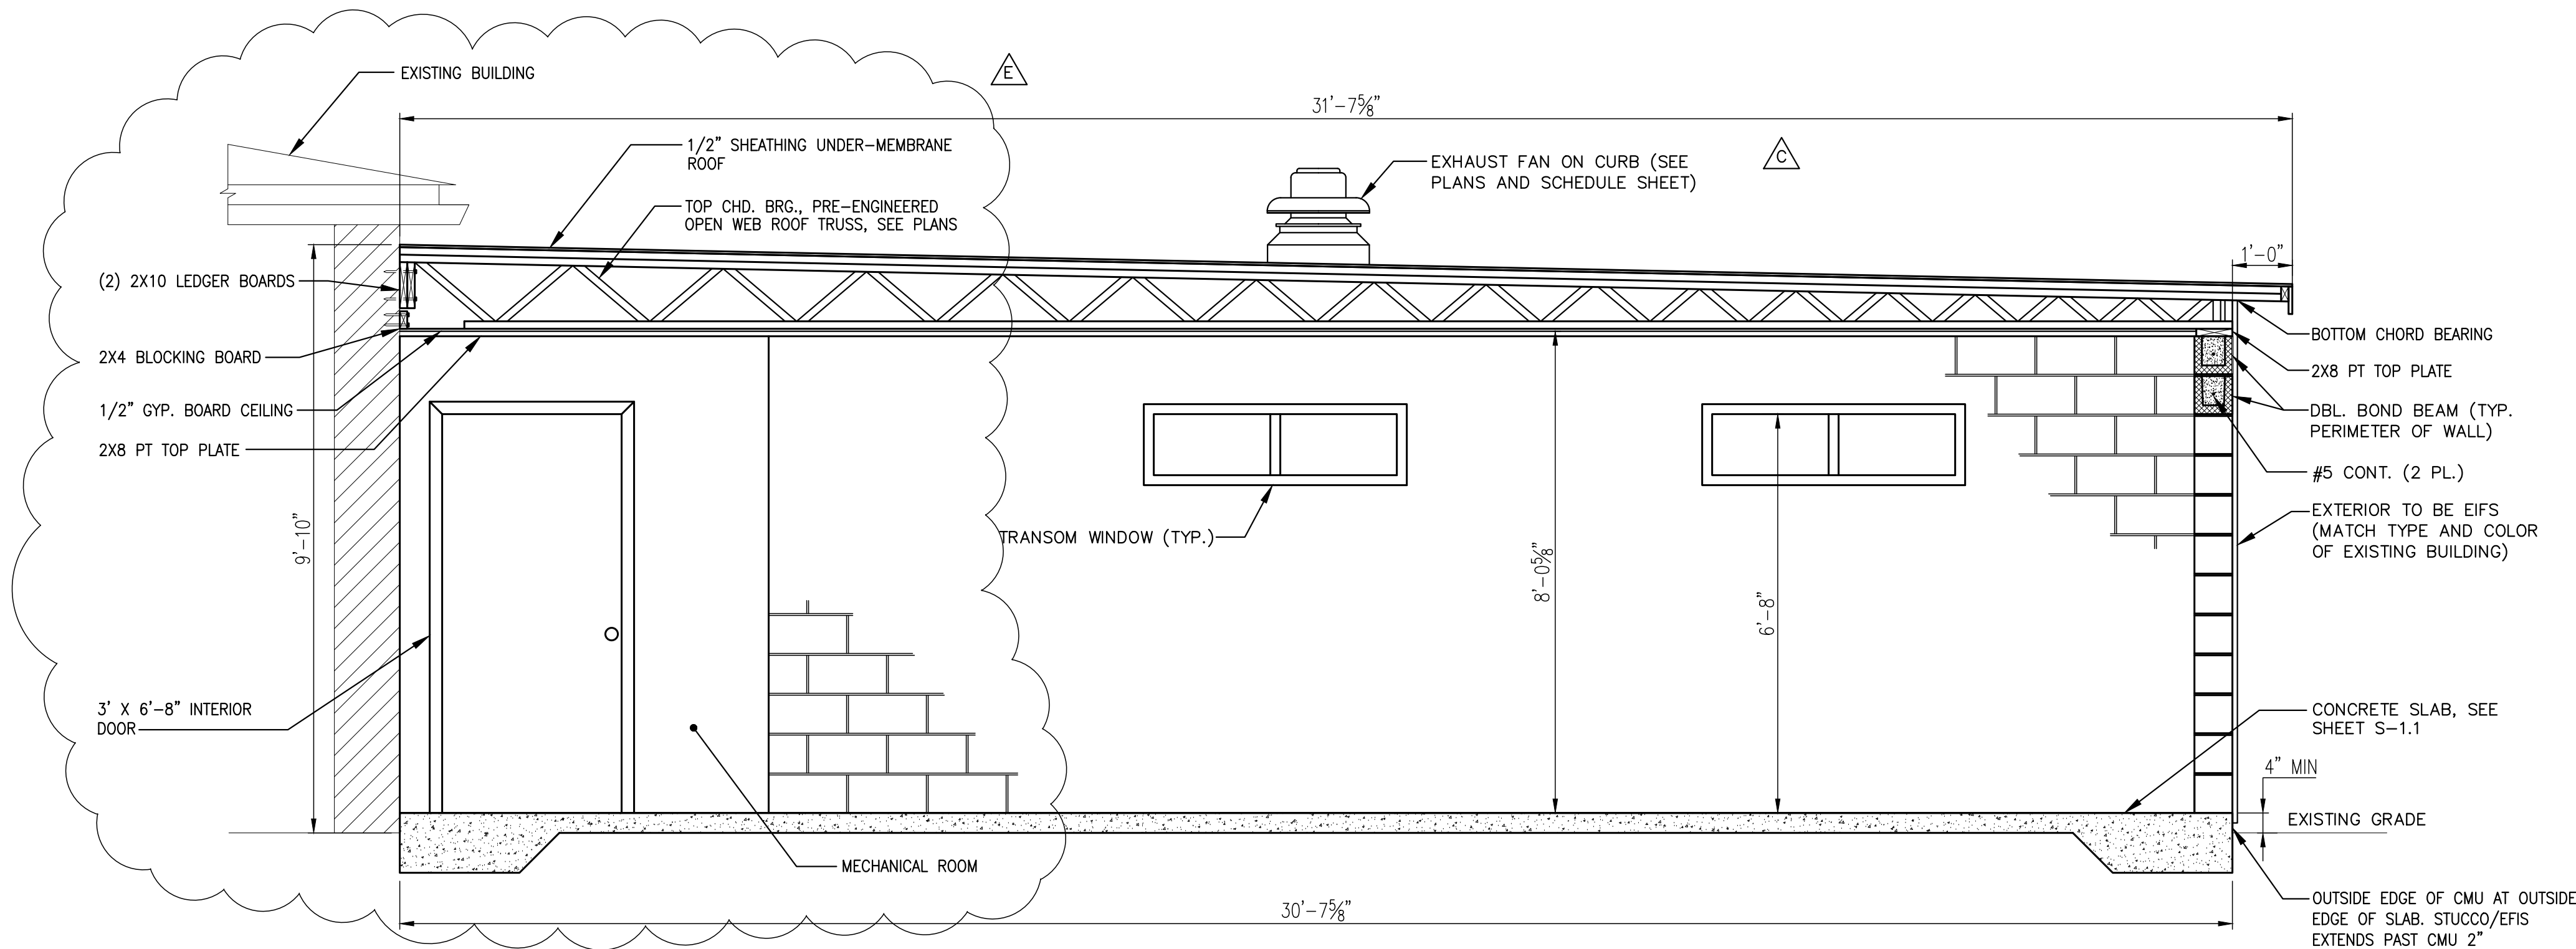 EXISTING BUILDING
E
31'-7⅝"
1/2" SHEATHING UNDER-MEMBRANE
ROOF
C
EXHAUST FAN ON CURB (SEE
PLANS AND SCHEDULE SHEET)
TOP CHD. BRG., PRE-ENGINEERED
OPEN WEB ROOF TRUSS, SEE PLANS
1'-0"
(2) 2X10 LEDGER BOARDS
2X4 BLOCKING BOARD
1/2" GYP. BOARD CEILING
2X8 PT TOP PLATE
BOTTOM CHORD BEARING
2X8 PT TOP PLATE
DBL. BOND BEAM (TYP.
PERIMETER OF WALL)
#5 CONT. (2 PL.)
EXTERIOR TO BE EIFS
(MATCH TYPE AND COLOR
OF EXISTING BUILDING)
9'-10"
TRANSOM WINDOW (TYP.)
8'-0⅝"
6'-8"
3' X 6'-8" INTERIOR
DOOR
CONCRETE SLAB, SEE
SHEET S-1.1
4" MIN
EXISTING GRADE
MECHANICAL ROOM
30'-7⅝"
OUTSIDE EDGE OF CMU AT OUTSIDE
EDGE OF SLAB. STUCCO/EFIS
EXTENDS PAST CMU 2"